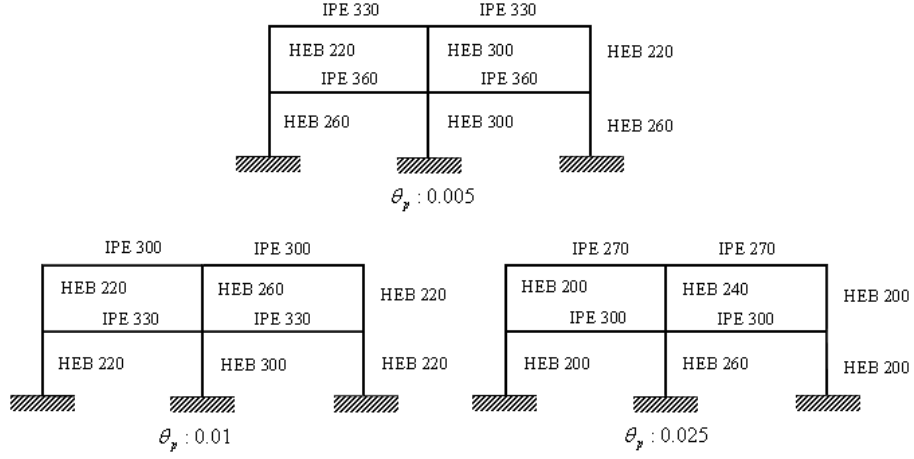 IPE 330 IPE 330
HEB 220 HEB 300 HEB 220
IPE 360 IPE 360
HEB 260 HEB 300 HEB 260
θp : 0.005
IPE 300 IPE 300
HEB 220 HEB 260 HEB 220
IPE 330 IPE 330
HEB 220 HEB 300 HEB 220
θp : 0.01
IPE 270 IPE 270
HEB 200 HEB 240 HEB 200
IPE 300 IPE 300
HEB 200 HEB 260 HEB 200
θp : 0.025